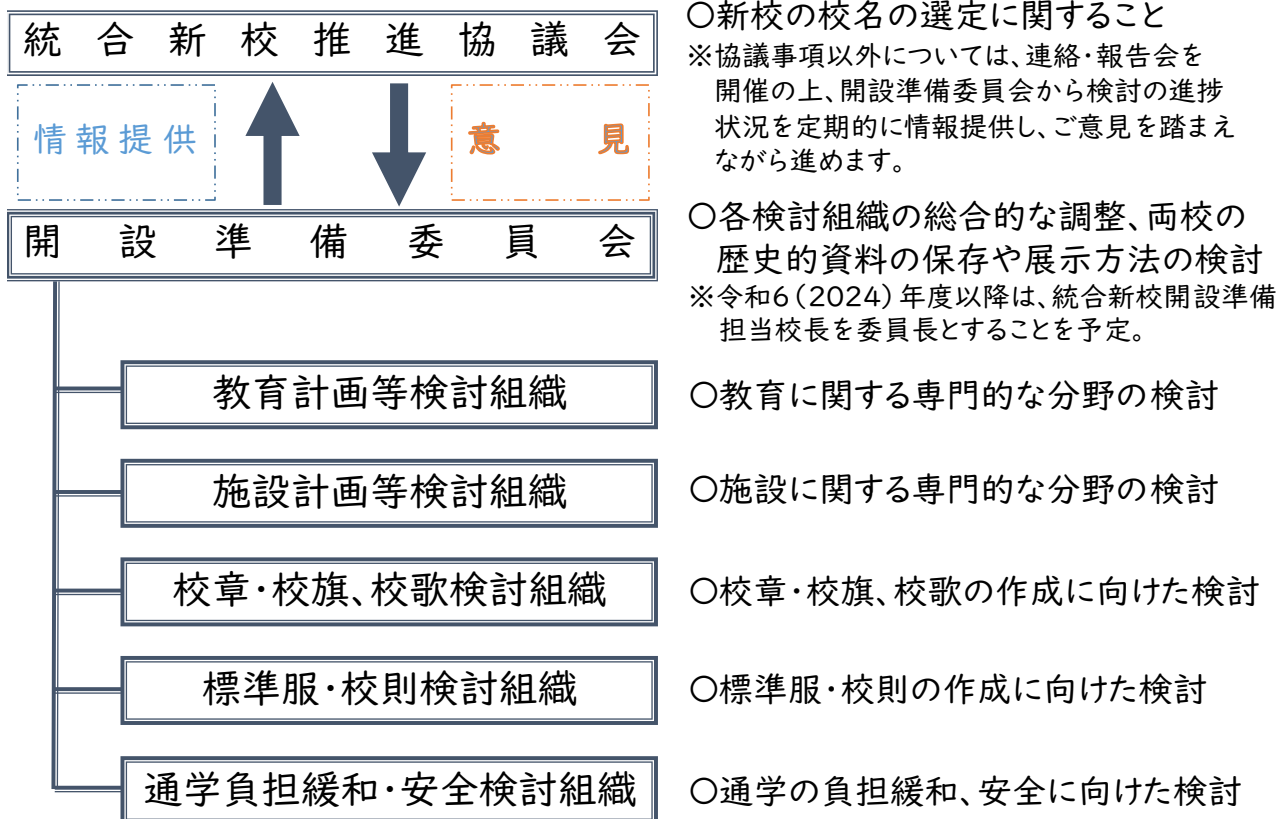 統合新校推進協議会
○新校の校名の選定に関すること
※協議事項以外については、連絡・報告会を
開催の上、開設準備委員会から検討の進捗
状況を定期的に情報提供し、ご意見を踏まえ
ながら進めます。
情報提供
意見
開設準備委員会
○各検討組織の総合的な調整、両校の
歴史的資料の保存や展示方法の検討
※令和6(2024)年度以降は、統合新校開設準備
担当校長を委員長とすることを予定。
教育計画等検討組織
○教育に関する専門的な分野の検討
施設計画等検討組織
○施設に関する専門的な分野の検討
校章・校旗、校歌検討組織
○校章・校旗、校歌の作成に向けた検討
標準服・校則検討組織
○標準服・校則の作成に向けた検討
通学負担緩和・安全検討組織
○通学の負担緩和、安全に向けた検討